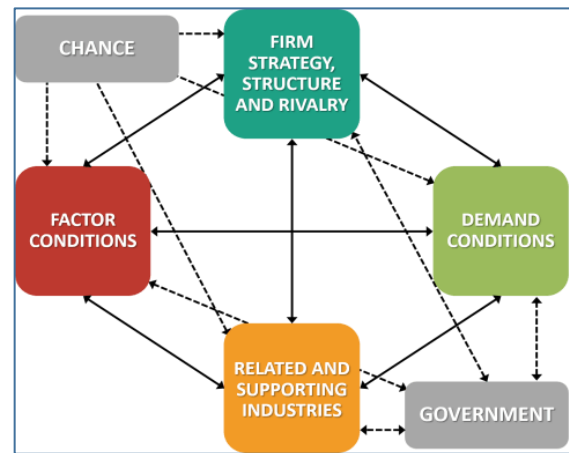 CHANCE
FIRM
STRATEGY,
STRUCTURE
AND RIVALRY
FACTOR
CONDITIONS
DEMAND
CONDITIONS
RELATED AND
SUPPORTING
INDUSTRIES
GOVERNMENT